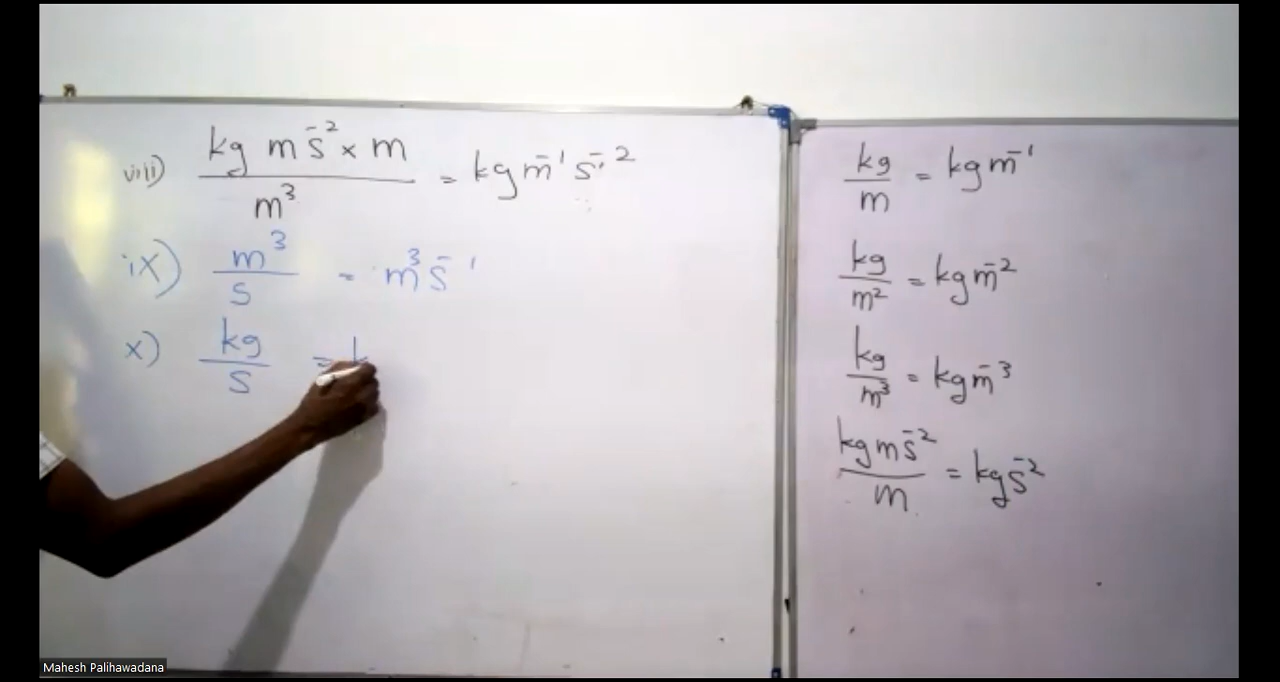 viii) kg m s⁻² x m / m³ = kg m⁻¹ s⁻²
ix) m³ / s = m³ s⁻¹
x) kg / s = k
kg / m = kg m⁻¹
kg / m² = kg m⁻²
kg / m³ = kg m⁻³
kg m s⁻² / m = kg s⁻²
Mahesh Palihawadana